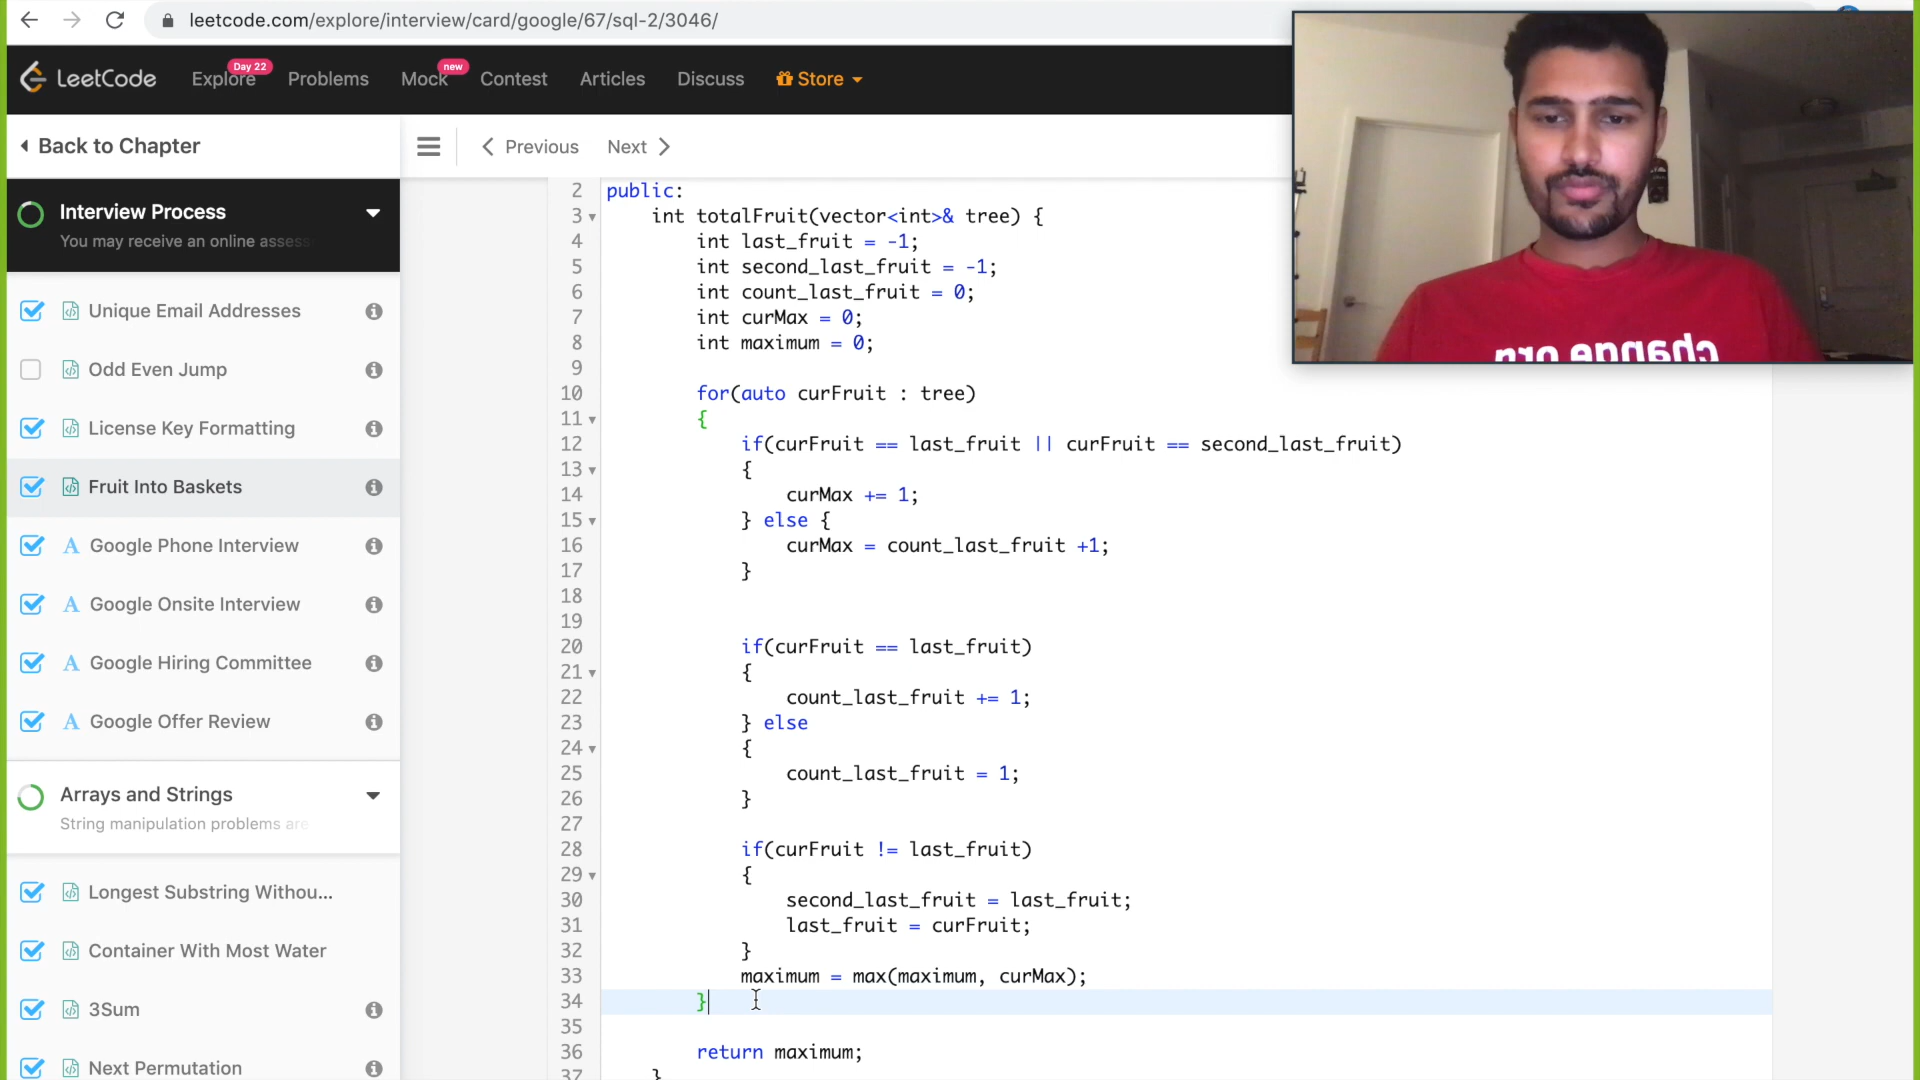 leetcode.com/explore/interview/card/google/67/sql-2/3046/
LeetCode Explore Day 22 Problems Mock new Contest Articles Discuss Store
Back to Chapter
Previous Next
Interview Process
You may receive an online assess
Unique Email Addresses
Odd Even Jump
License Key Formatting
Fruit Into Baskets
A Google Phone Interview
A Google Onsite Interview
A Google Hiring Committee
A Google Offer Review
Arrays and Strings
String manipulation problems are
Longest Substring Withou...
Container With Most Water
3Sum
Next Permutation
2 public:
3 int totalFruit(vector<int>& tree) {
4 int last_fruit = -1;
5 int second_last_fruit = -1;
6 int count_last_fruit = 0;
7 int curMax = 0;
8 int maximum = 0;
9
10 for(auto curFruit : tree)
11 {
12 if(curFruit == last_fruit || curFruit == second_last_fruit)
13 {
14 curMax += 1;
15 } else {
16 curMax = count_last_fruit +1;
17 }
18
19
20 if(curFruit == last_fruit)
21 {
22 count_last_fruit += 1;
23 } else
24 {
25 count_last_fruit = 1;
26 }
27
28 if(curFruit != last_fruit)
29 {
30 second_last_fruit = last_fruit;
31 last_fruit = curFruit;
32 }
33 maximum = max(maximum, curMax);
34 }
35
36 return maximum;
37 }
change.org